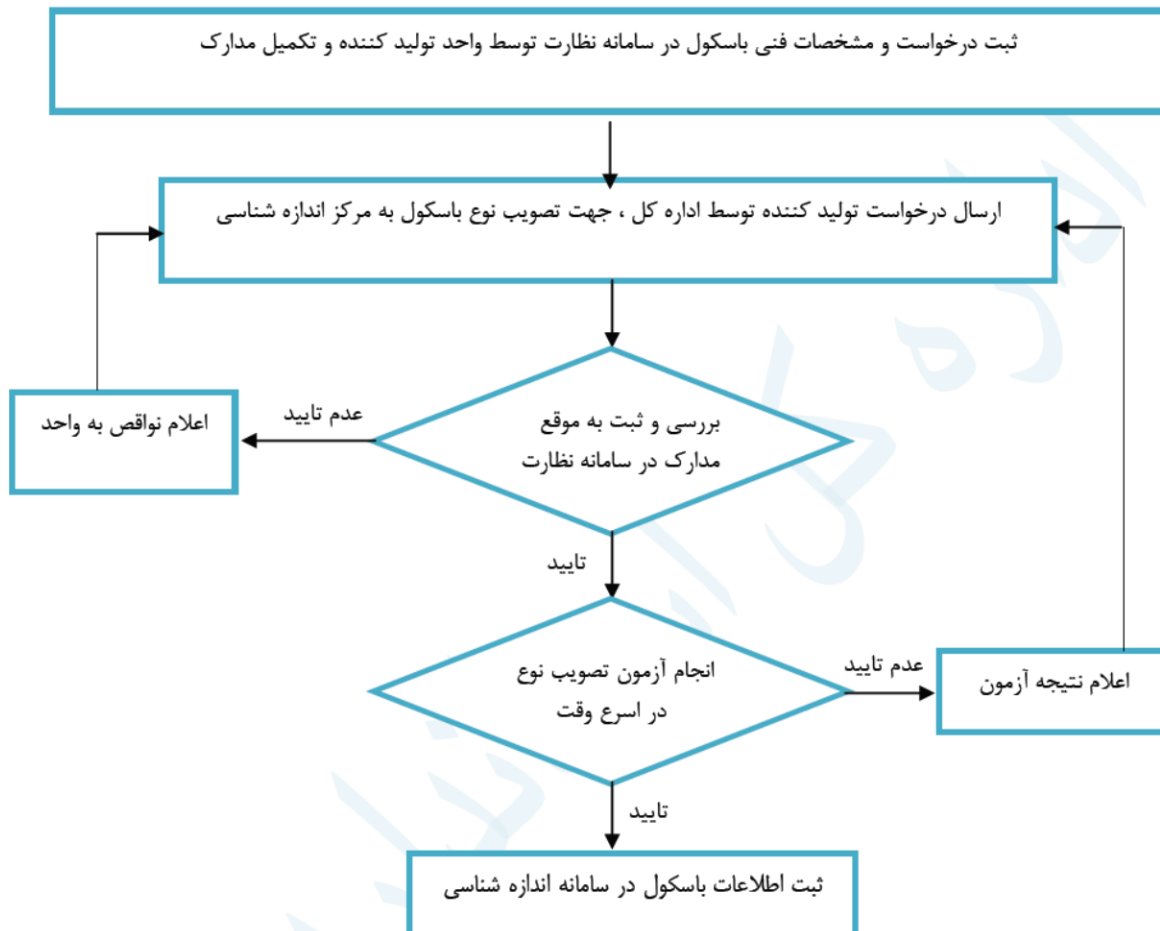 ثبت درخواست و مشخصات فنی باسکول در سامانه نظارت توسط واحد تولید کننده و تکمیل مدارک
ارسال درخواست تولید کننده توسط اداره کل ، جهت تصویب نوع باسکول به مرکز اندازه شناسی
بررسی و ثبت به موقع
مدارک در سامانه نظارت
عدم تایید
اعلام نواقص به واحد
تایید
انجام آزمون تصویب نوع
در اسرع وقت
عدم تایید
اعلام نتیجه آزمون
تایید
ثبت اطلاعات باسکول در سامانه اندازه شناسی
اداره کل